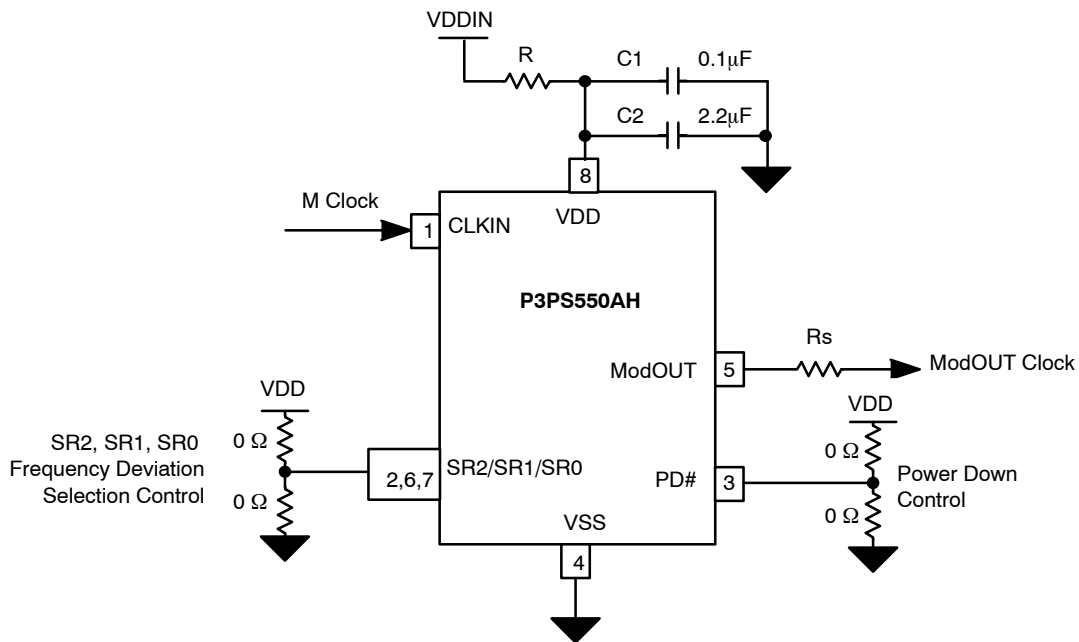 VDDIN
R
C1
0.1μF
C2
2.2μF
8
VDD
M Clock
1
CLKIN
P3PS550AH
Rs
ModOUT
5
ModOUT Clock
VDD
VDD
SR2, SR1, SR0
Frequency Deviation
Selection Control
0 Ω
0 Ω
2,6,7
SR2/SR1/SR0
PD#
3
0 Ω
0 Ω
Power Down
Control
VSS
4